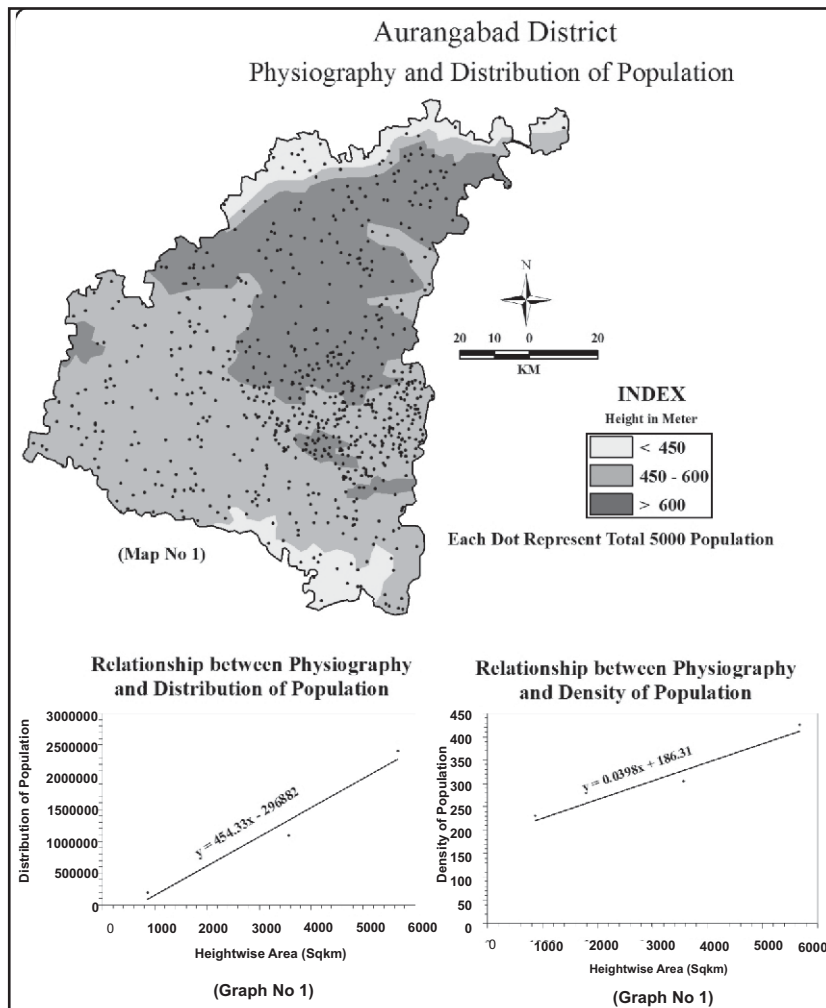 Aurangabad District
Physiography and Distribution of Population
N
20 10 0 20
KM
INDEX
Height in Meter
< 450
450 - 600
> 600
(Map No 1)
Each Dot Represent Total 5000 Population
Relationship between Physiography
and Distribution of Population
3000000
2500000
2000000
1500000
1000000
500000
0
Distribution of Population
y = 454.33x - 296882
0 1000 2000 3000 4000 5000 6000
Heightwise Area (Sqkm)
(Graph No 1)
Relationship between Physiography
and Density of Population
450
400
350
300
250
200
150
100
50
0
Density of Population
y = 0.0398x + 186.31
0 1000 2000 3000 4000 5000 6000
Heightwise Area (Sqkm)
(Graph No 1)